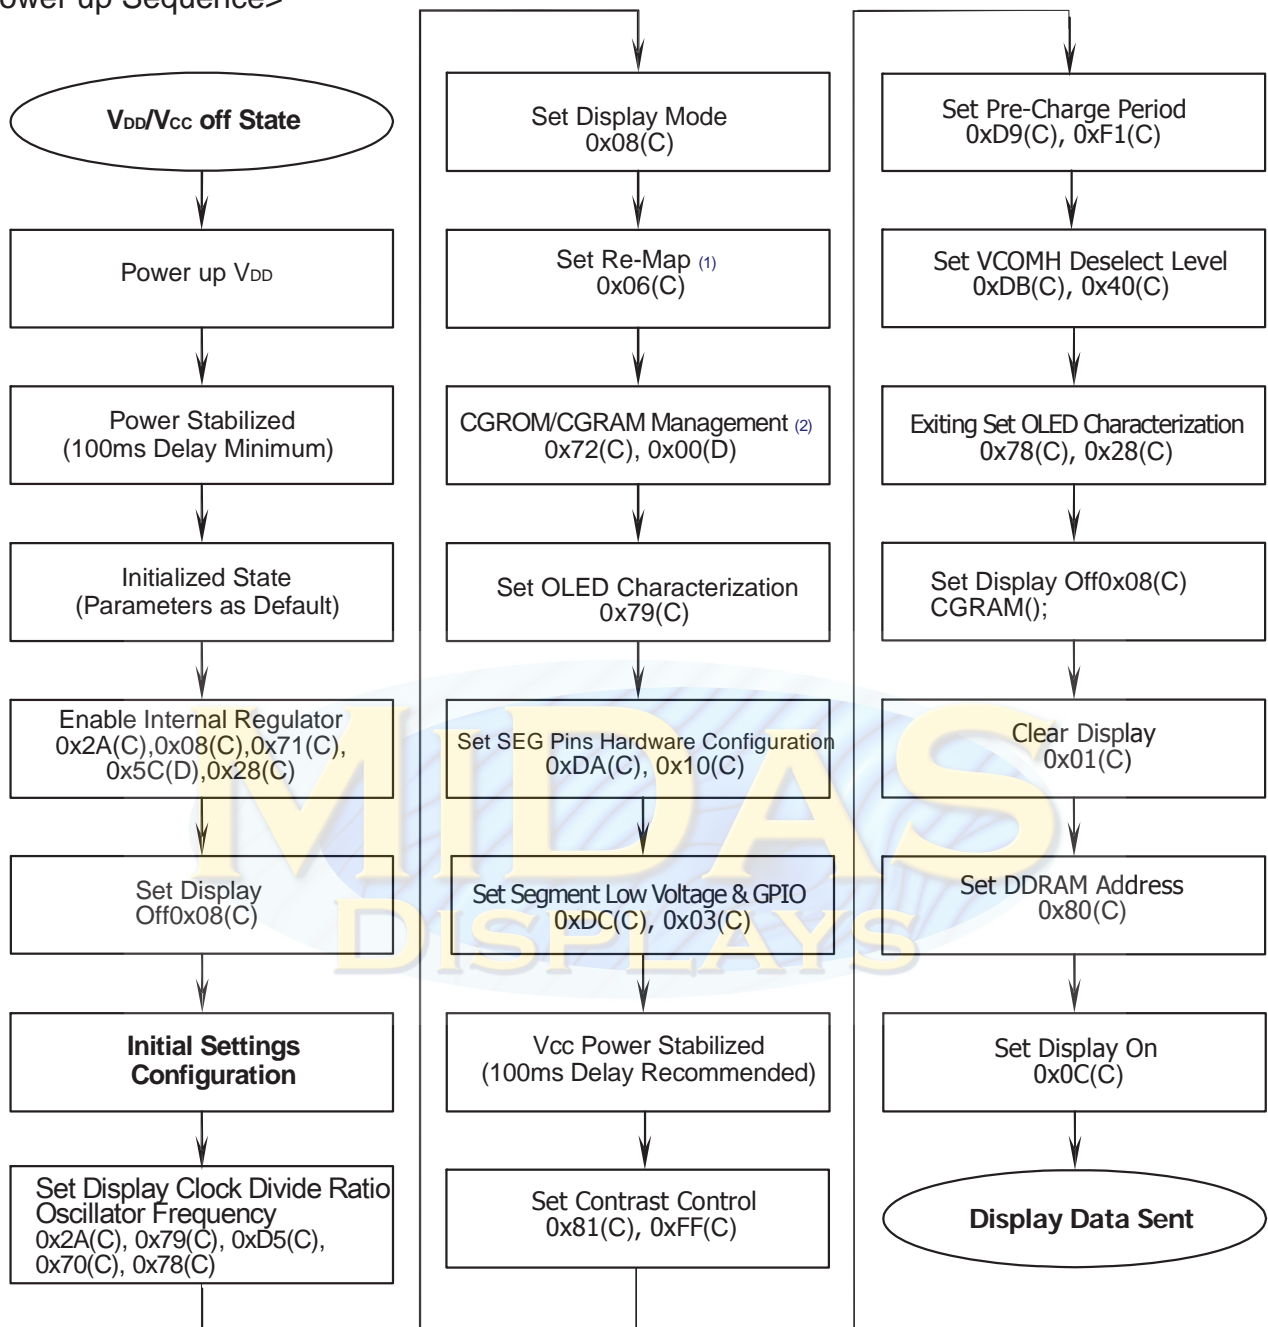 ower up Sequence>
VDD/VCC off State
Power up VDD
Power Stabilized
(100ms Delay Minimum)
Initialized State
(Parameters as Default)
Enable Internal Regulator
0x2A(C),0x08(C),0x71(C),
0x5C(D),0x28(C)
Set Display
Off0x08(C)
Initial Settings
Configuration
Set Display Clock Divide Ratio
Oscillator Frequency
0x2A(C), 0x79(C), 0xD5(C),
0x70(C), 0x78(C)
Set Display Mode
0x08(C)
Set Re-Map (1)
0x06(C)
CGROM/CGRAM Management (2)
0x72(C), 0x00(D)
Set OLED Characterization
0x79(C)
Set SEG Pins Hardware Configuration
0xDA(C), 0x10(C)
Set Segment Low Voltage & GPIO
0xDC(C), 0x03(C)
Vcc Power Stabilized
(100ms Delay Recommended)
Set Contrast Control
0x81(C), 0xFF(C)
Set Pre-Charge Period
0xD9(C), 0xF1(C)
Set VCOMH Deselect Level
0xDB(C), 0x40(C)
Exiting Set OLED Characterization
0x78(C), 0x28(C)
Set Display Off0x08(C)
CGRAM();
Clear Display
0x01(C)
Set DDRAM Address
0x80(C)
Set Display On
0x0C(C)
Display Data Sent
MIDAS
DISPLAYS